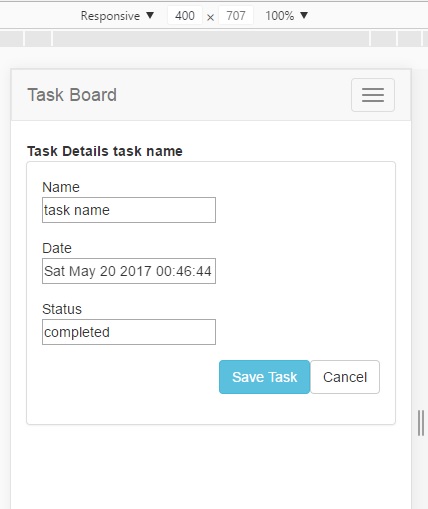 Responsive ▼ 400 × 707 100% ▼
Task Board
Task Details task name
Name
task name
Date
Sat May 20 2017 00:46:44
Status
completed
Save Task Cancel